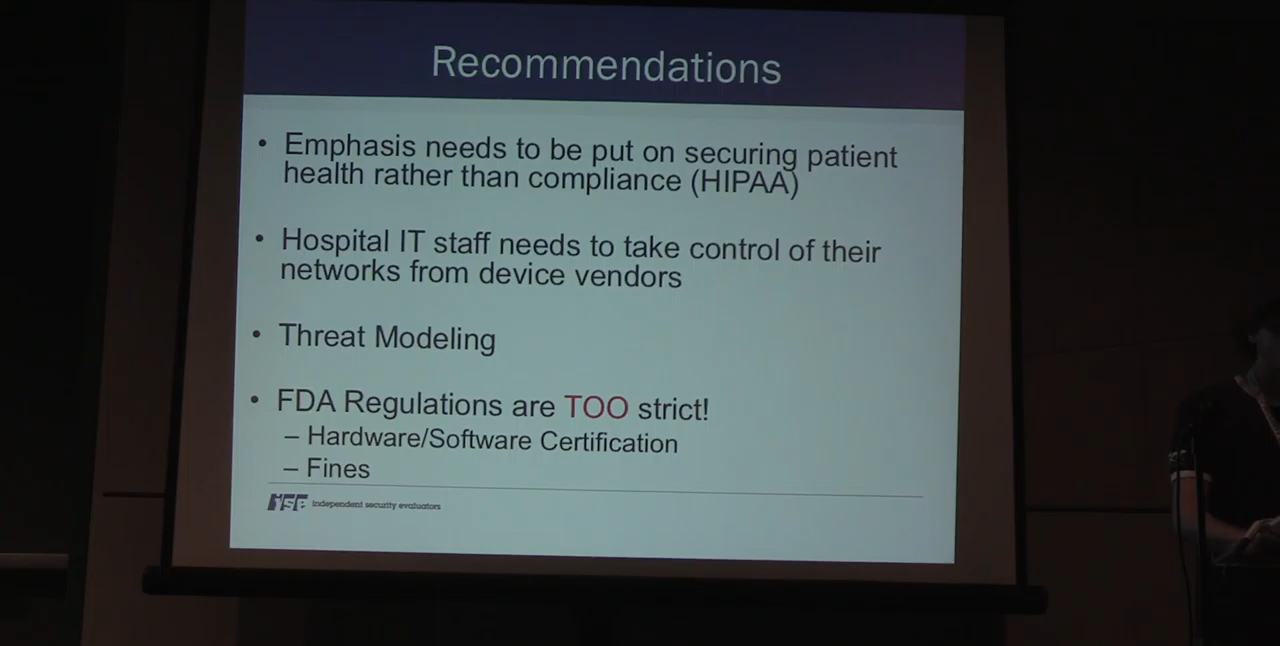 Recommendations
• Emphasis needs to be put on securing patient
health rather than compliance (HIPAA)
• Hospital IT staff needs to take control of their
networks from device vendors
• Threat Modeling
• FDA Regulations are TOO strict!
– Hardware/Software Certification
– Fines
ise independent security evaluators